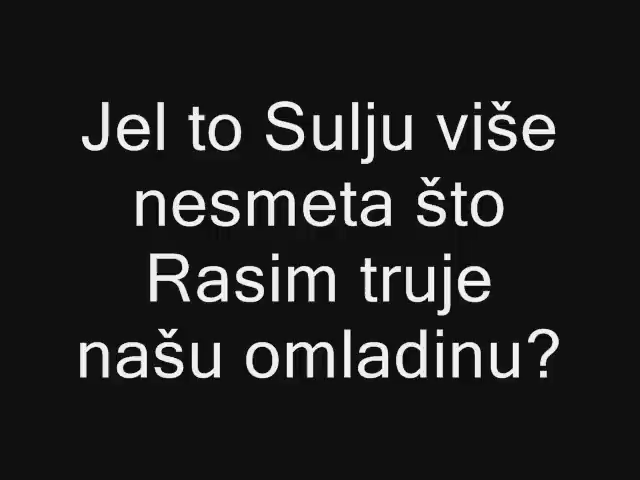 Jel to Sulju više
nesmeta što
Rasim truje
našu omladinu?